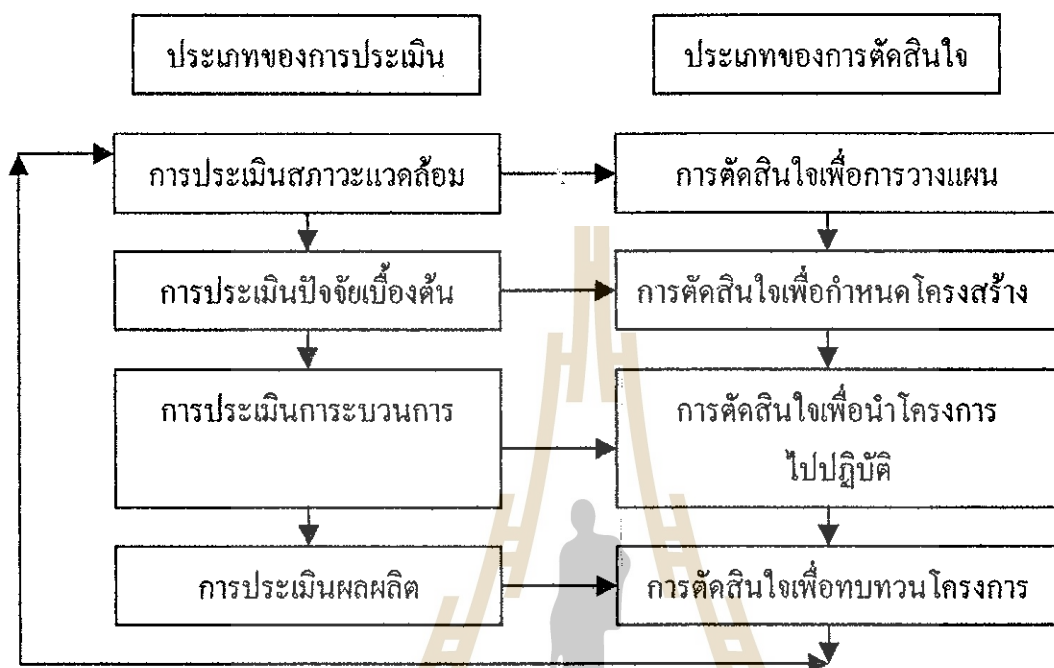 ประเภทของการประเมิน
ประเภทของการตัดสินใจ
การประเมินสภาวะแวดล้อม
การตัดสินใจเพื่อการวางแผน
การประเมินปัจจัยเบื้องต้น
การตัดสินใจเพื่อกำหนดโครงสร้าง
การประเมินการะบวนการ
การตัดสินใจเพื่อนำโครงการ
ไปปฏิบัติ
การประเมินผลผลิต
การตัดสินใจเพื่อทบทวนโครงการ